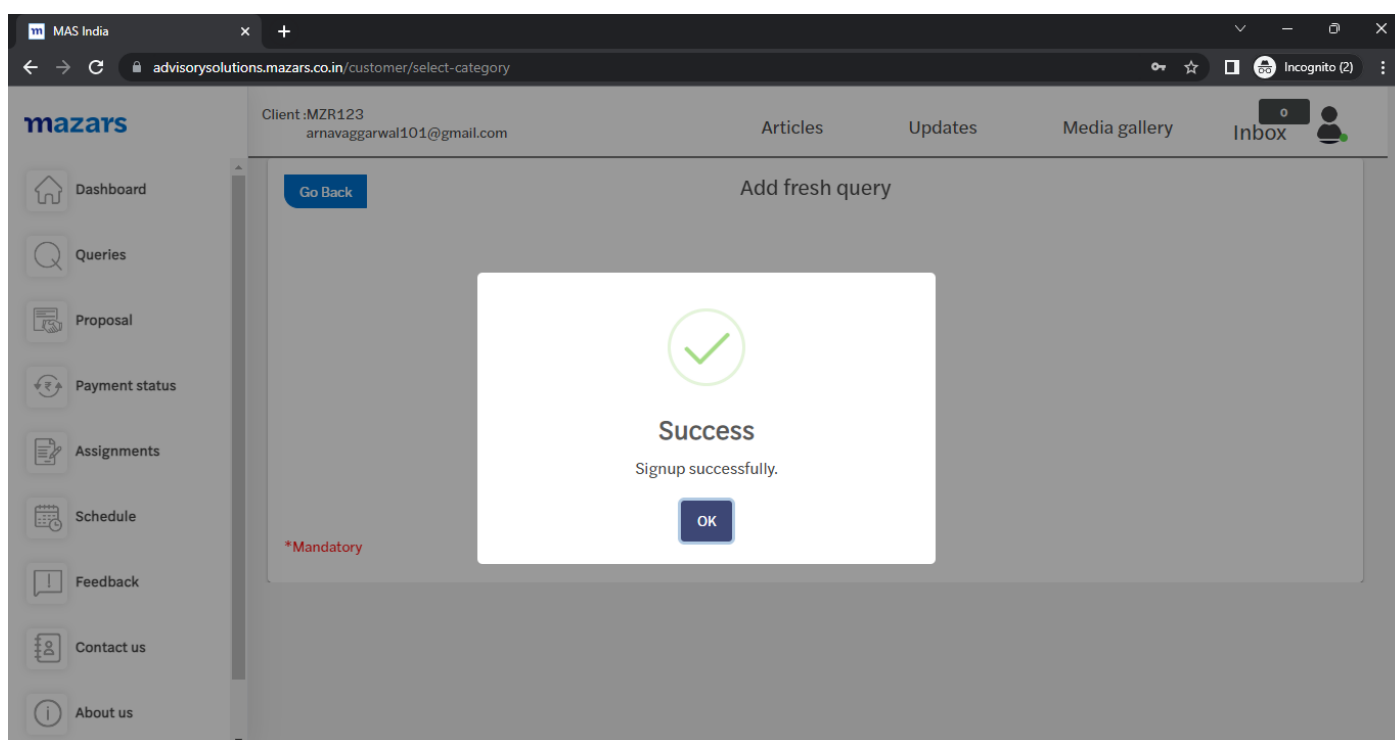 m MAS India
advisorysolutions.mazars.co.in/customer/select-category
Incognito (2)
mazars
Client :MZR123
arnavaggarwal101@gmail.com
Articles
Updates
Media gallery
0
Inbox
Dashboard
Queries
Proposal
Payment status
Assignments
Schedule
Feedback
Contact us
About us
Go Back
Add fresh query
Success
Signup successfully.
OK
*Mandatory